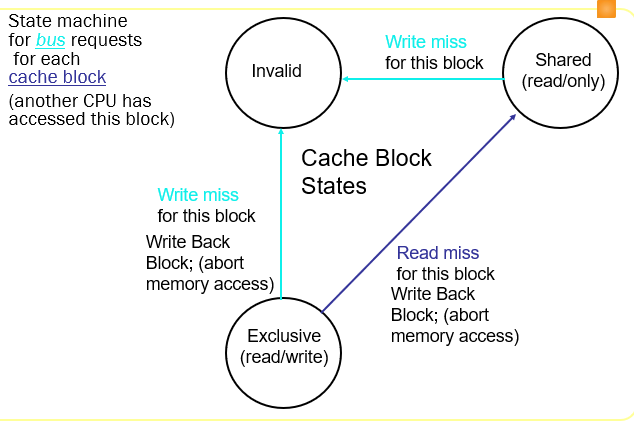 State machine
for bus requests
for each
cache block
(another CPU has
accessed this block)
Invalid
Write miss
for this block
Shared
(read/only)
Cache Block
States
Write miss
for this block
Write Back
Block; (abort
memory access)
Read miss
for this block
Write Back
Block; (abort
memory access)
Exclusive
(read/write)